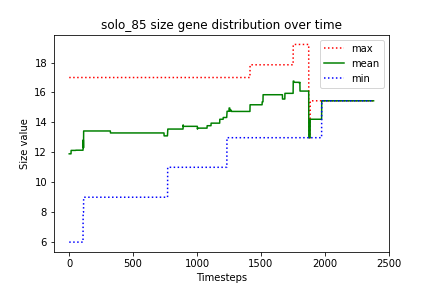 solo_85 size gene distribution over time
max
mean
min
Size value
18
16
14
12
10
8
6
0 500 1000 1500 2000 2500
Timesteps